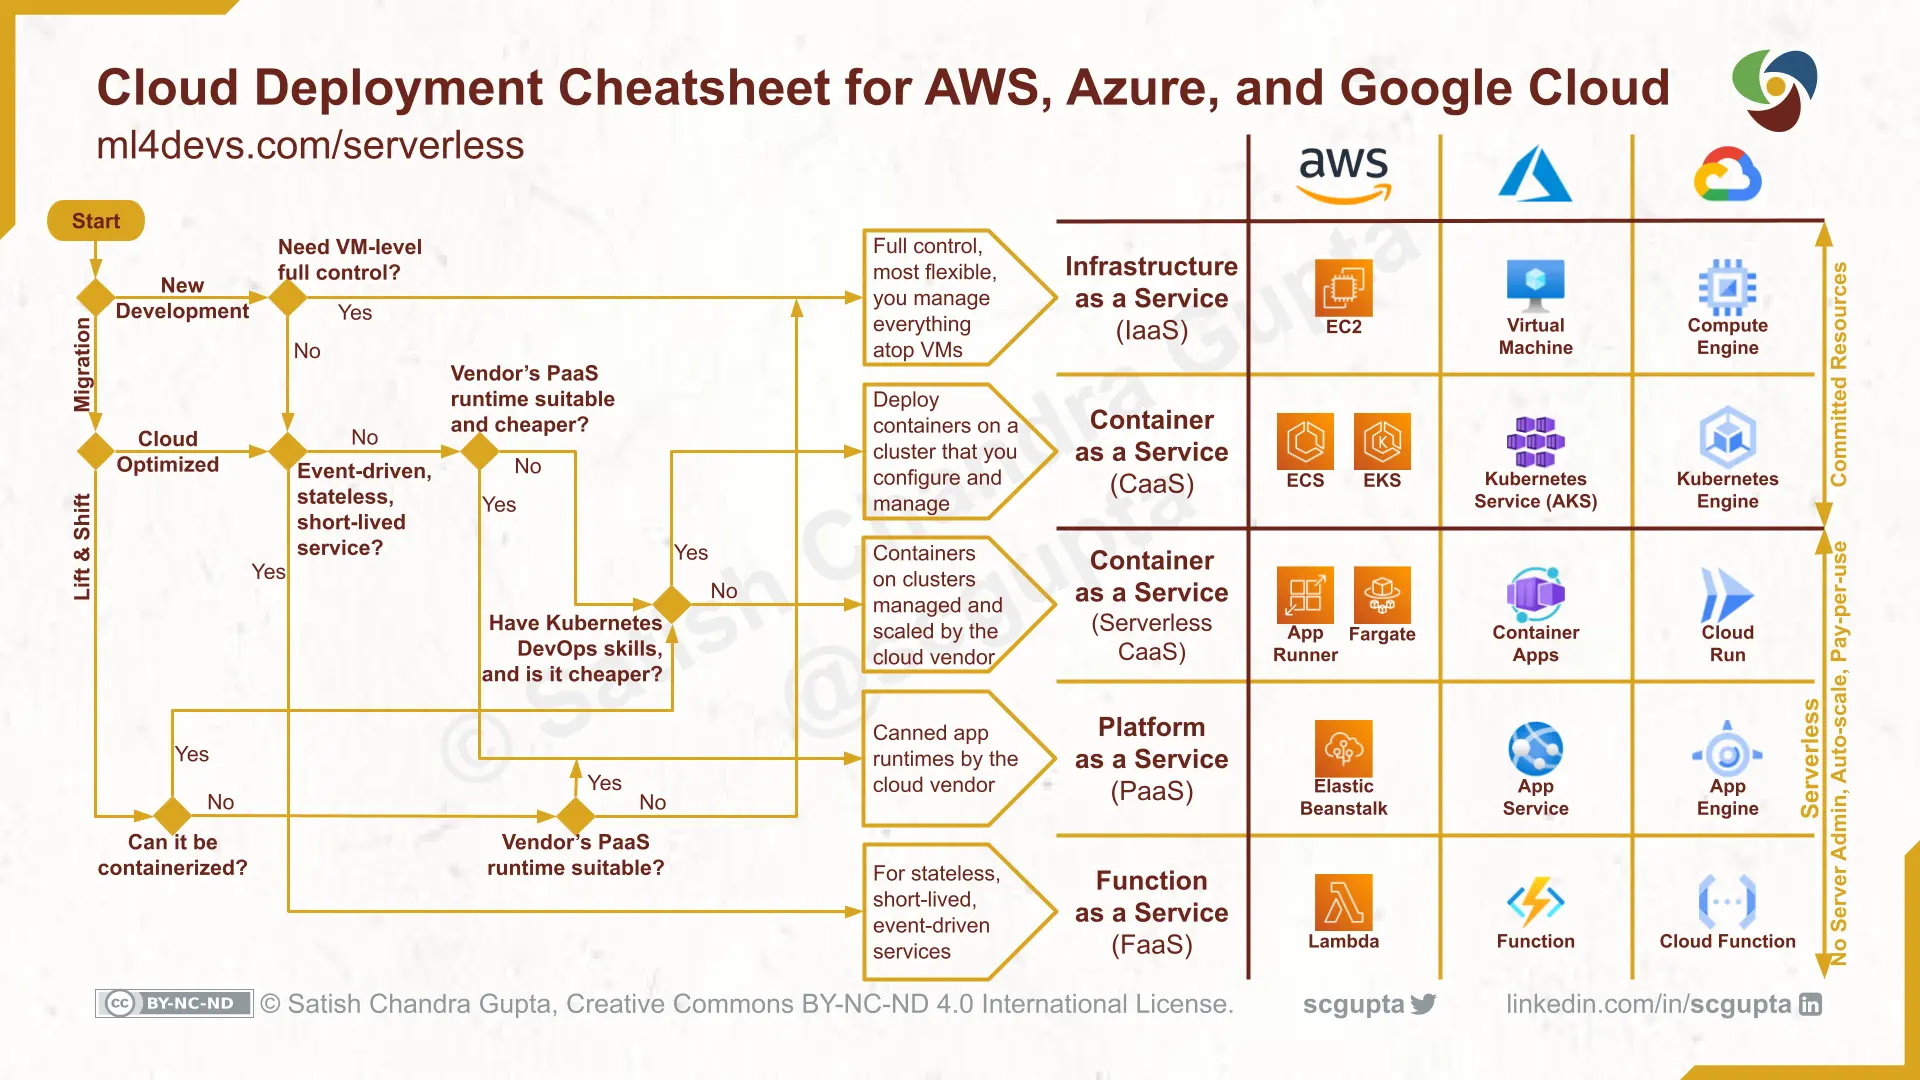 Cloud Deployment Cheatsheet for AWS, Azure, and Google Cloud
ml4devs.com/serverless
aws
Start
New
Development
Migration
Need VM-level
full control?
Yes
No
Cloud
Optimized
Lift & Shift
Event-driven,
stateless,
short-lived
service?
No
Yes
Vendor's PaaS
runtime suitable
and cheaper?
No
Yes
Have Kubernetes
DevOps skills,
and is it cheaper?
Yes
No
Can it be
containerized?
Yes
No
Vendor's PaaS
runtime suitable?
Yes
No
Full control,
most flexible,
you manage
everything
atop VMs
Infrastructure
as a Service
(IaaS)
EC2
Virtual
Machine
Compute
Engine
Deploy
containers on a
cluster that you
configure and
manage
Container
as a Service
(CaaS)
ECS
EKS
Kubernetes
Service (AKS)
Kubernetes
Engine
Committed Resources
Containers
on clusters
managed and
scaled by the
cloud vendor
Container
as a Service
(Serverless
CaaS)
App
Runner
Fargate
Container
Apps
Cloud
Run
Canned app
runtimes by the
cloud vendor
Platform
as a Service
(PaaS)
Elastic
Beanstalk
App
Service
App
Engine
For stateless,
short-lived,
event-driven
services
Function
as a Service
(FaaS)
Lambda
Function
Cloud Function
Serverless
No Server Admin, Auto-scale, Pay-per-use
© Satish Chandra Gupta
@scgupta
cc BY-NC-ND
© Satish Chandra Gupta, Creative Commons BY-NC-ND 4.0 International License.
scgupta
linkedin.com/in/scgupta in